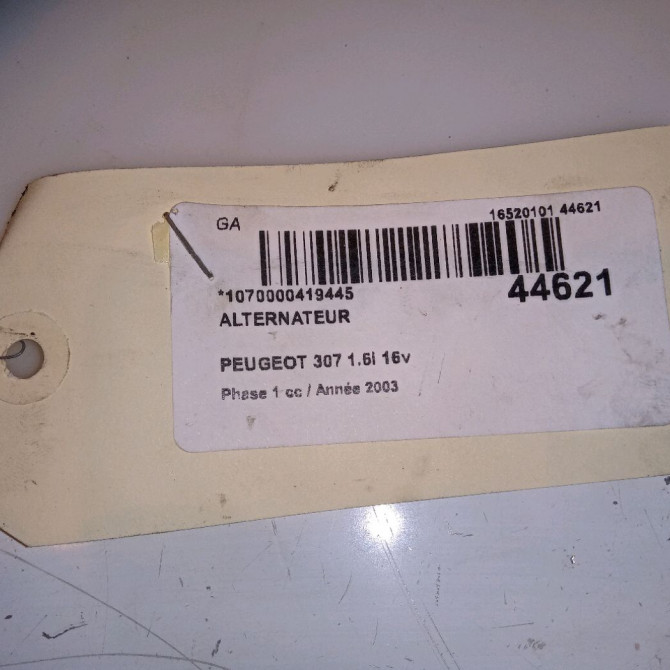 GA
16520101 44621
*1070000419445
44621
ALTERNATEUR
PEUGEOT 307 1.6i 16v
Phase 1 cc / Année 2003